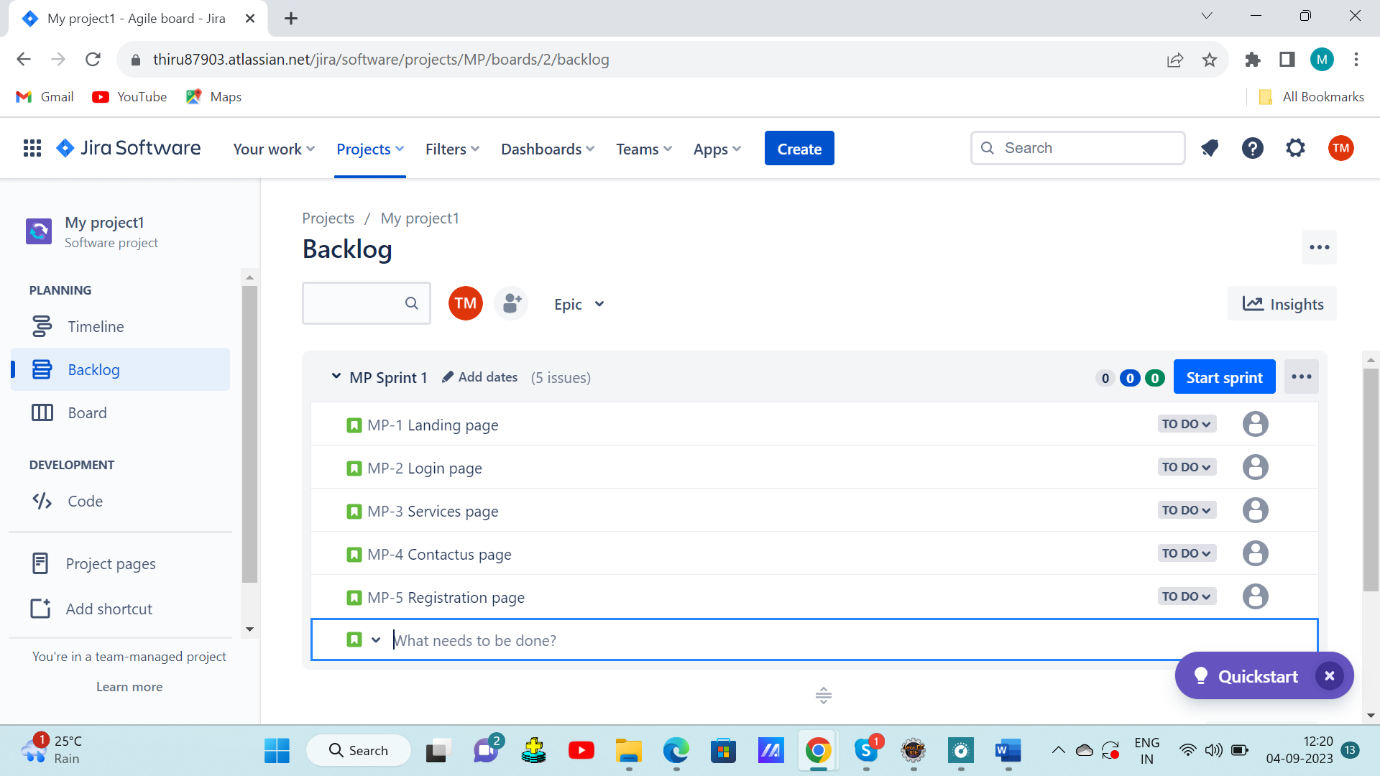 My project1 - Agile board - Jira
thiru87903.atlassian.net/jira/software/projects/MP/boards/2/backlog
M
Gmail YouTube Maps All Bookmarks
Jira Software Your work Projects Filters Dashboards Teams Apps Create Search TM
My project1
Software project
PLANNING
Timeline
Backlog
Board
DEVELOPMENT
Code
Project pages
Add shortcut
You're in a team-managed project
Learn more
Projects / My project1
Backlog
TM Epic Insights
MP Sprint 1 Add dates (5 issues) 0 0 0 Start sprint
MP-1 Landing page TO DO
MP-2 Login page TO DO
MP-3 Services page TO DO
MP-4 Contactus page TO DO
MP-5 Registration page TO DO
What needs to be done?
Quickstart
1 25°C
Rain
Search
2
1
ENG
IN
12:20
04-09-2023
13